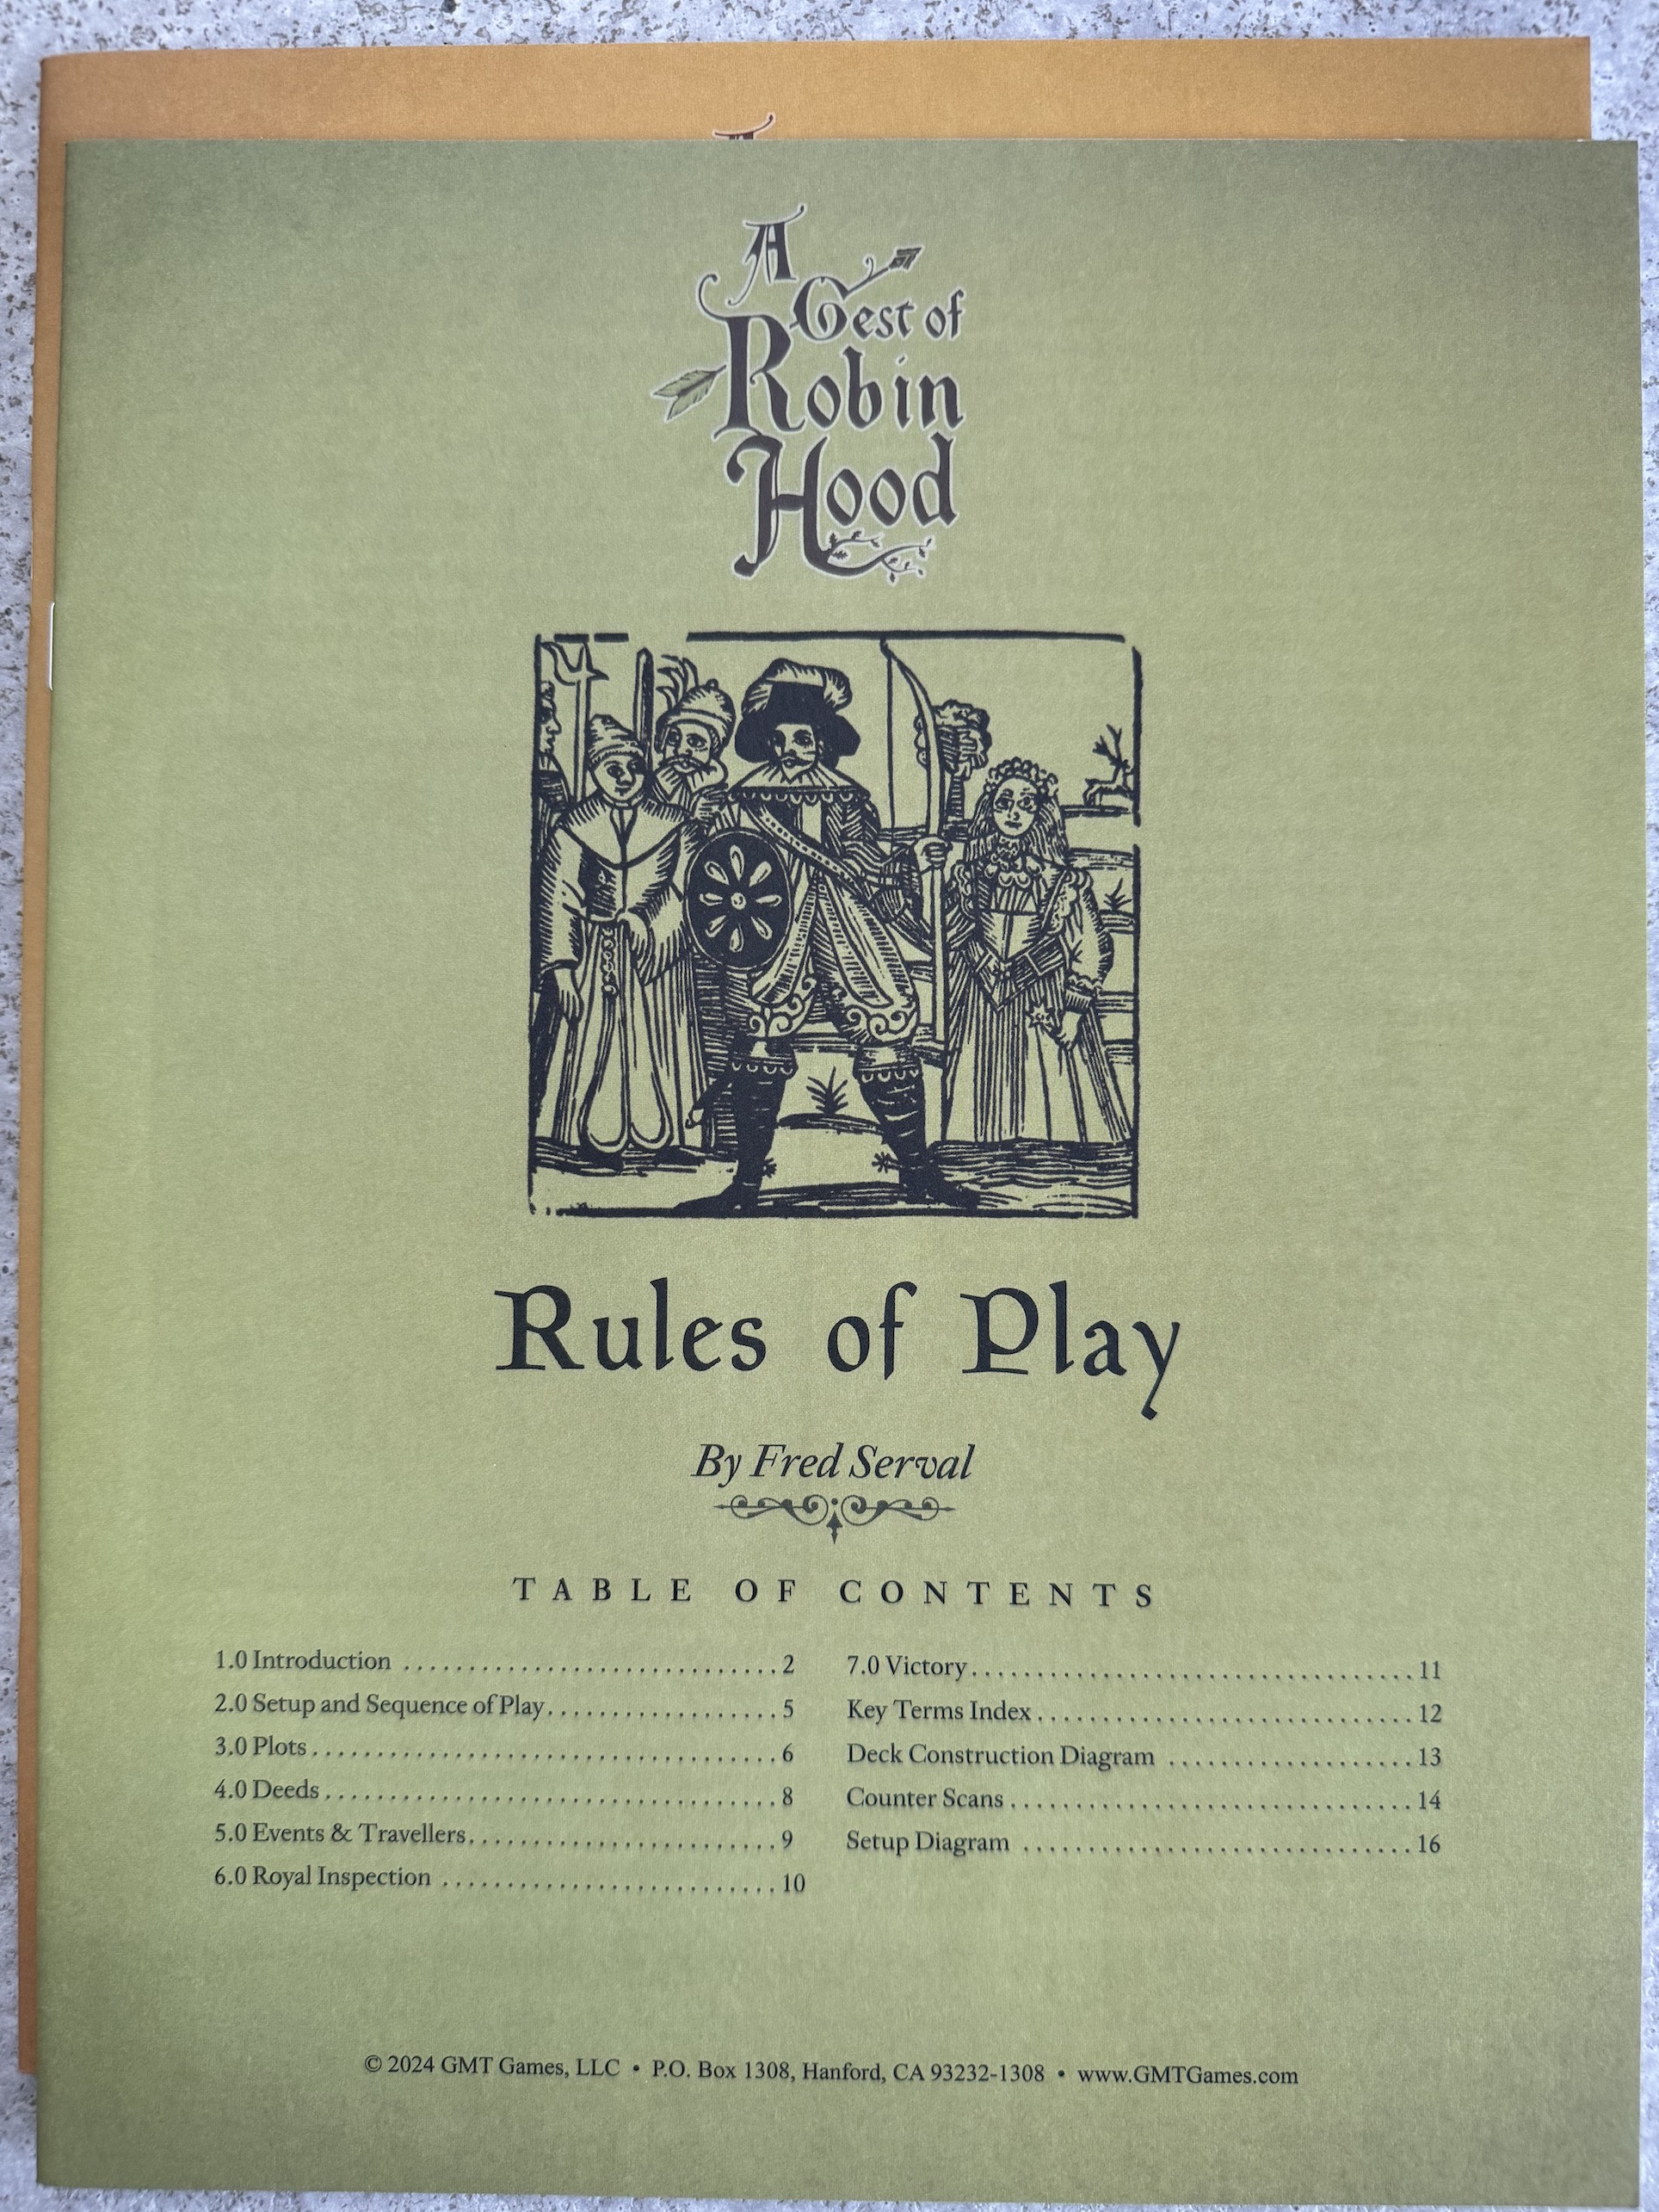 A
Gest of
Robin
Hood
Rules of Play
By Fred Serval
TABLE OF CONTENTS
1.0 Introduction ............................. 2
2.0 Setup and Sequence of Play.................. 5
3.0 Plots.................................... 6
4.0 Deeds................................... 8
5.0 Events & Travellers........................ 9
6.0 Royal Inspection .......................... 10
7.0 Victory.................................. 11
Key Terms Index............................. 12
Deck Construction Diagram ................... 13
Counter Scans............................... 14
Setup Diagram .............................. 16
© 2024 GMT Games, LLC • P.O. Box 1308, Hanford, CA 93232-1308 • www.GMTGames.com